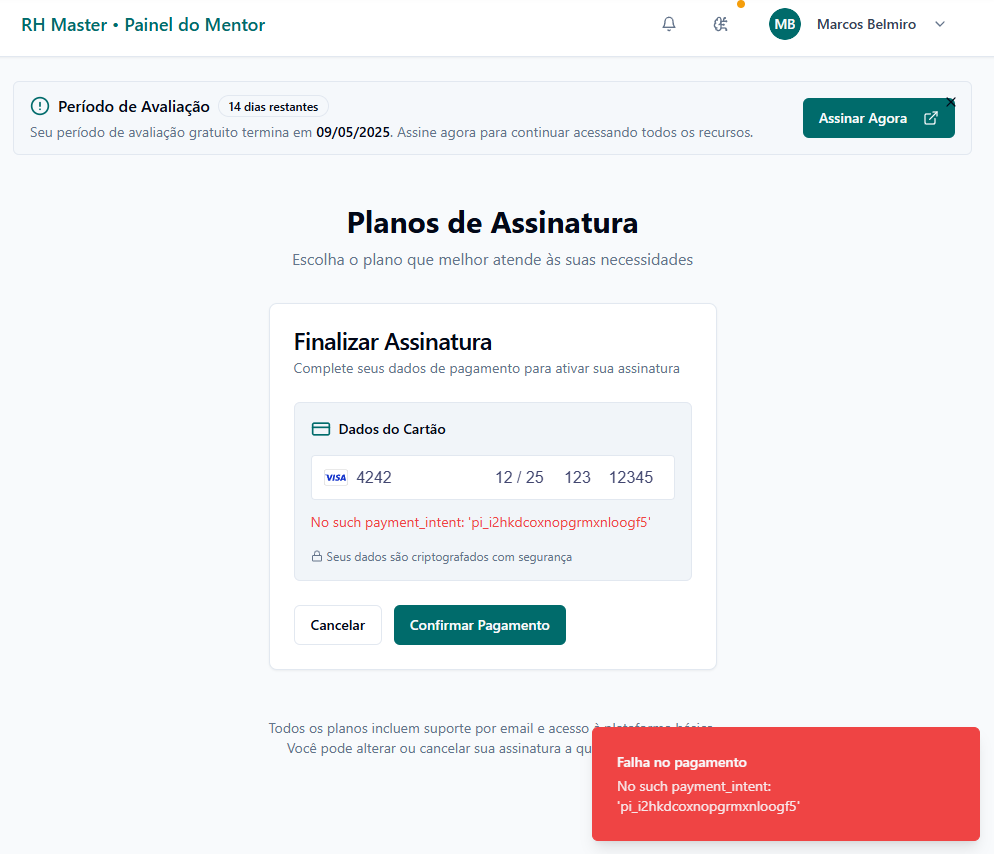 RH Master • Painel do Mentor
MB
Marcos Belmiro
Período de Avaliação
14 dias restantes
Seu período de avaliação gratuito termina em 09/05/2025. Assine agora para continuar acessando todos os recursos.
Assinar Agora
Planos de Assinatura
Escolha o plano que melhor atende às suas necessidades
Finalizar Assinatura
Complete seus dados de pagamento para ativar sua assinatura
Dados do Cartão
VISA 4242 12 / 25 123 12345
No such payment_intent: 'pi_i2hkdcoxnopgrmxnloogf5'
Seus dados são criptografados com segurança
Cancelar
Confirmar Pagamento
Todos os planos incluem suporte por email e acesso à plataforma básica.
Você pode alterar ou cancelar sua assinatura a qu
Falha no pagamento
No such payment_intent:
'pi_i2hkdcoxnopgrmxnloogf5'